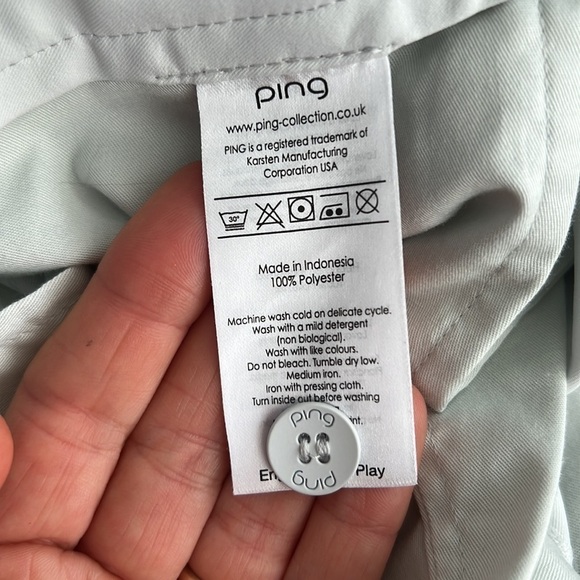 ping
www.ping-collection.co.uk
PING is a registered trademark of
Karsten Manufacturing
Corporation USA
30°
Made in Indonesia
100% Polyester
Machine wash cold on delicate cycle.
Wash with a mild detergent
(non biological).
Wash with like colours.
Do not bleach. Tumble dry low.
Medium iron.
Iron with pressing cloth.
Turn inside out before washing
ping
ping
Play